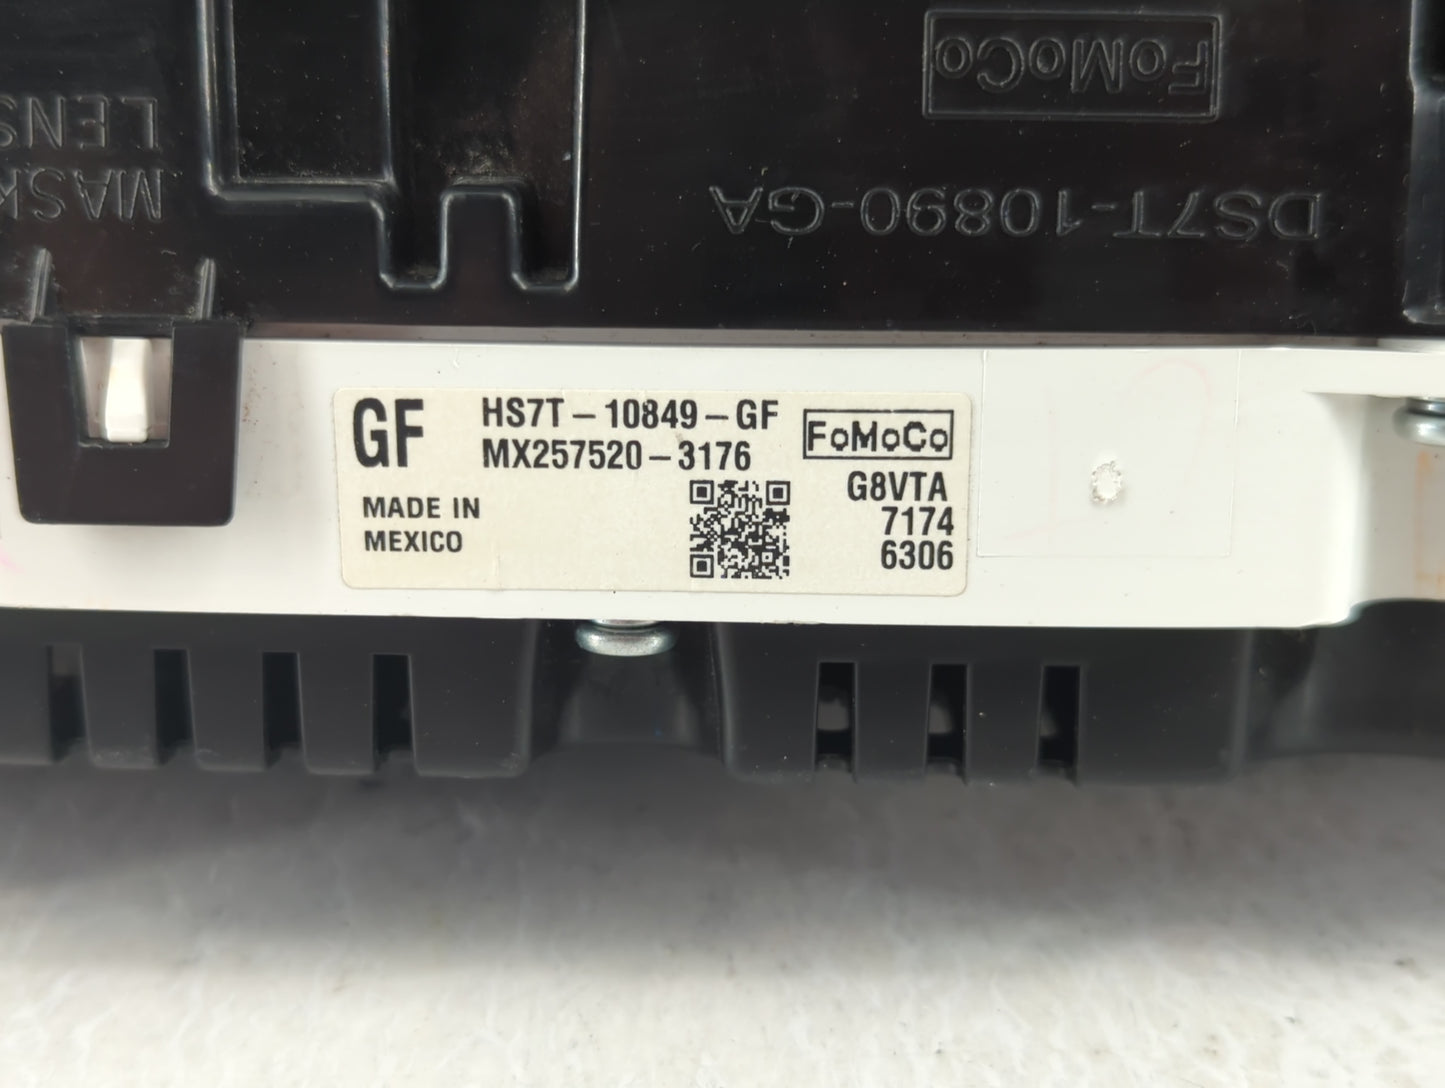 FoMoCo
DS7T-10890-GA
MASK
LENS
GF
HS7T-10849-GF
MX257520-3176
FoMoCo
MADE IN
MEXICO
G8VTA
7174
6306